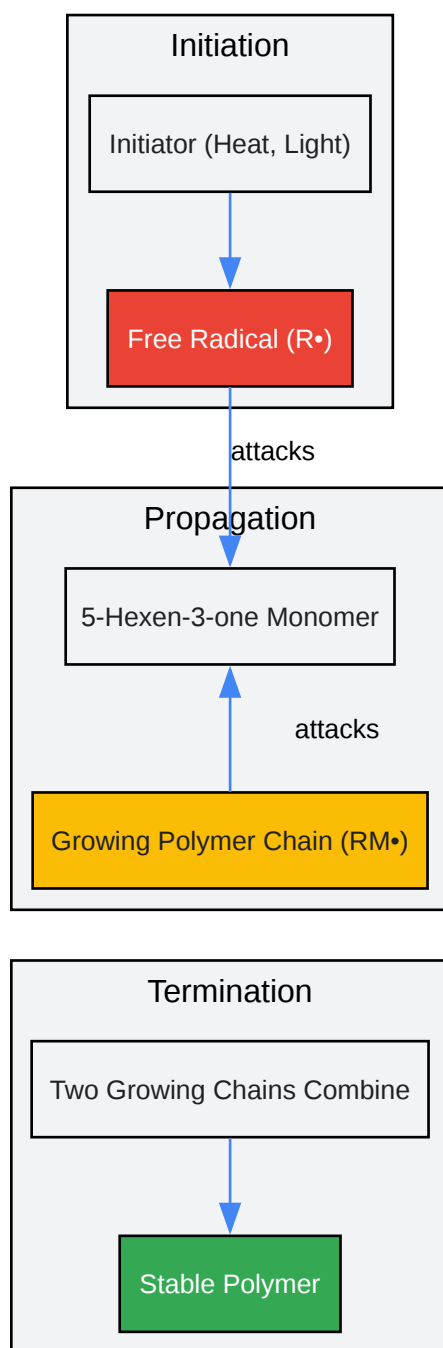 Initiation
Initiator (Heat, Light)
Free Radical (R•)
attacks
Propagation
5-Hexen-3-one Monomer
attacks
Growing Polymer Chain (RM•)
Termination
Two Growing Chains Combine
Stable Polymer